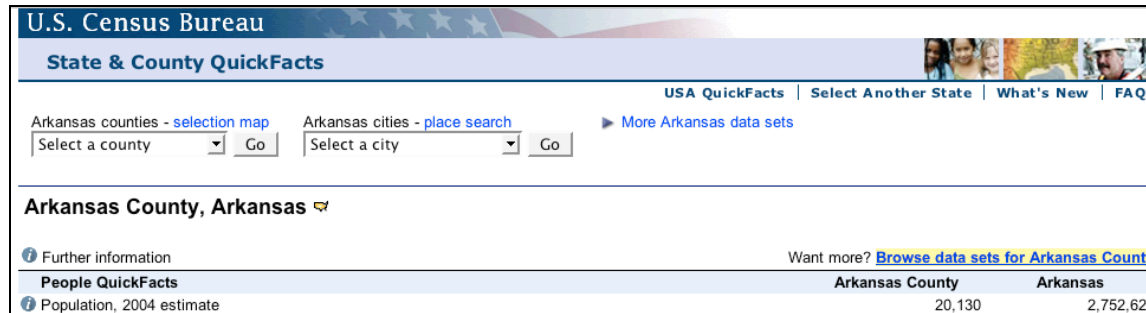 U.S. Census Bureau
State & County QuickFacts
USA QuickFacts | Select Another State | What's New | FAQ
Arkansas counties - selection map Arkansas cities - place search More Arkansas data sets
Select a county Go Select a city Go
Arkansas County, Arkansas
Further information Want more? Browse data sets for Arkansas Count
People QuickFacts Arkansas County Arkansas
Population, 2004 estimate 20,130 2,752,62